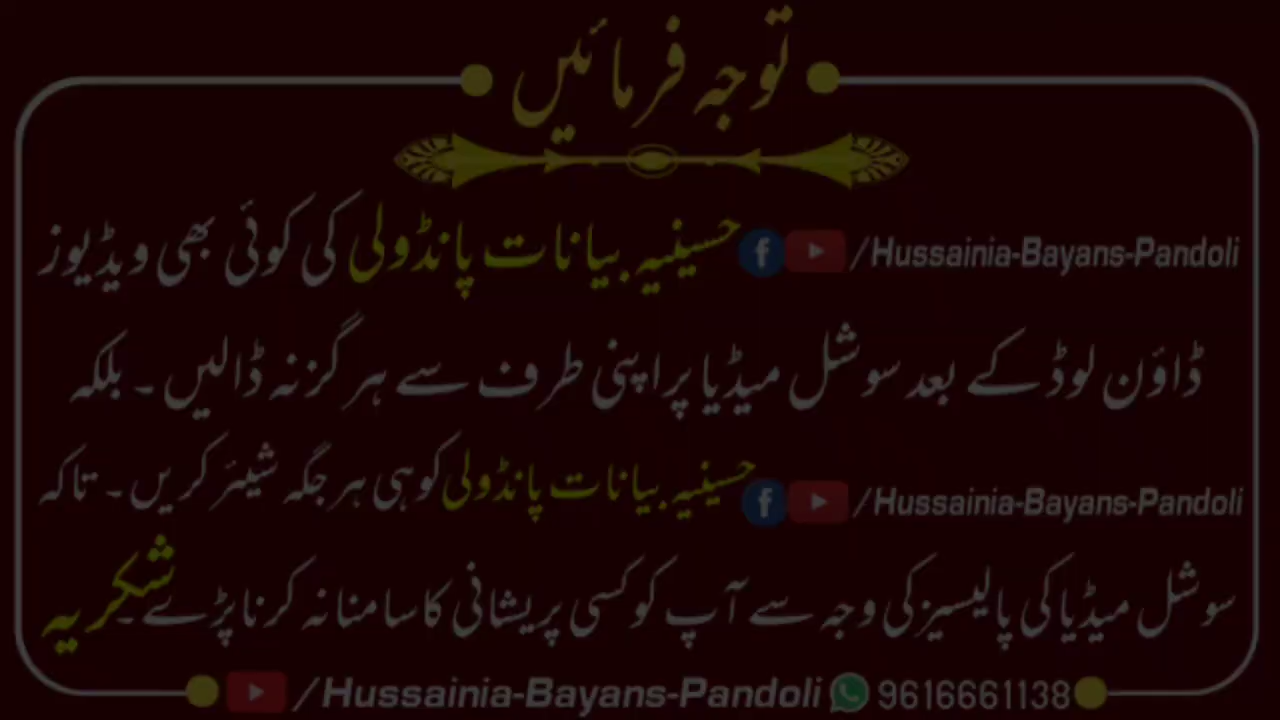 توجہ فرمائیں
/Hussainia-Bayans-Pandoli حسینیہ بیانات پانڈولی کی کوئی بھی ویڈیوز
ڈاؤن لوڈ کے بعد سوشل میڈیا پر اپنی طرف سے ہر گز نہ ڈالیں ۔ بلکہ
/Hussainia-Bayans-Pandoli حسینیہ بیانات پانڈولی کو ہی ہر جگہ شیئر کریں ۔ تاکہ
سوشل میڈیا کی پالیسیز کی وجہ سے آپ کو کسی پریشانی کا سامنا نہ کرنا پڑے ۔ شکریہ
/Hussainia-Bayans-Pandoli 9616661138